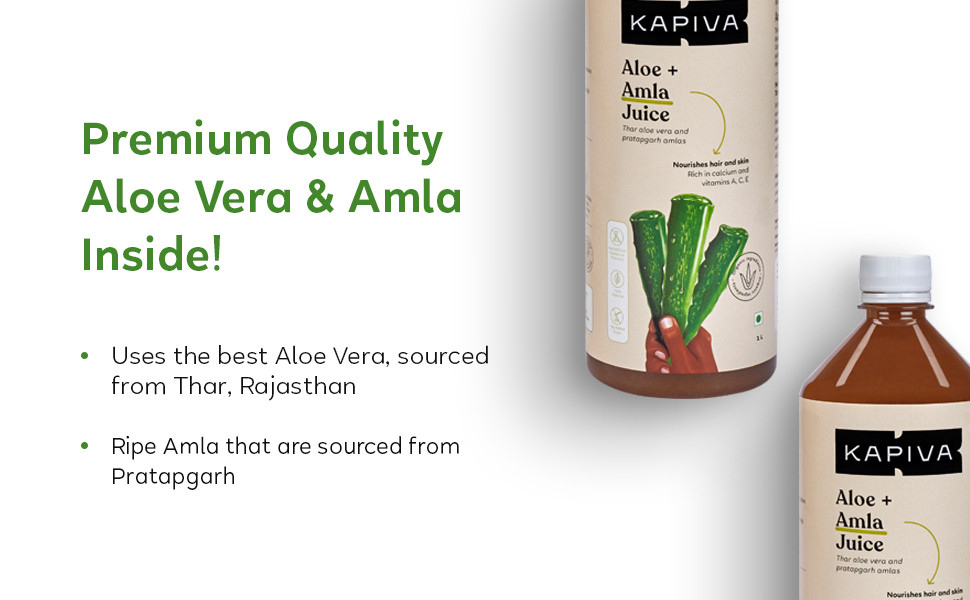 Premium Quality
Aloe Vera & Amla
Inside!
• Uses the best Aloe Vera, sourced
from Thar, Rajasthan
• Ripe Amla that are sourced from
Pratapgarh
KAPIVA
Aloe +
Amla
Juice
Thar aloe vera and
pratapgarh amlas
Nourishes hair and skin
Rich in calcium and
vitamins A, C, E
1 L
KAPIVA
Aloe +
Amla
Juice
Thar aloe vera and
pratapgarh amlas
Nourishes hair and skin